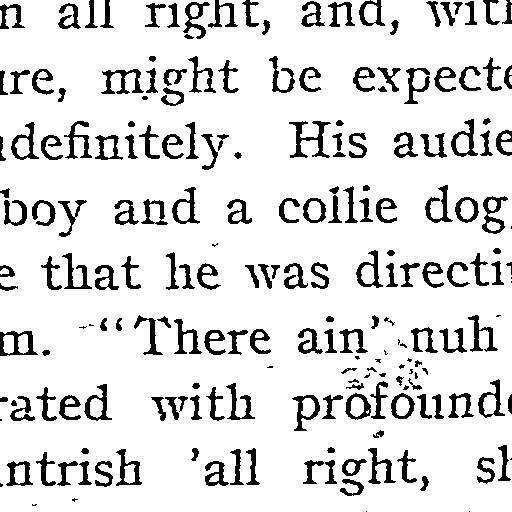 n all right, and, with
ure, might be expecte
ndefinitely. His audie
boy and a collie dog,
e that he was directi
m. "There ain' nuh
rated with profounde
untrish 'all right, sh